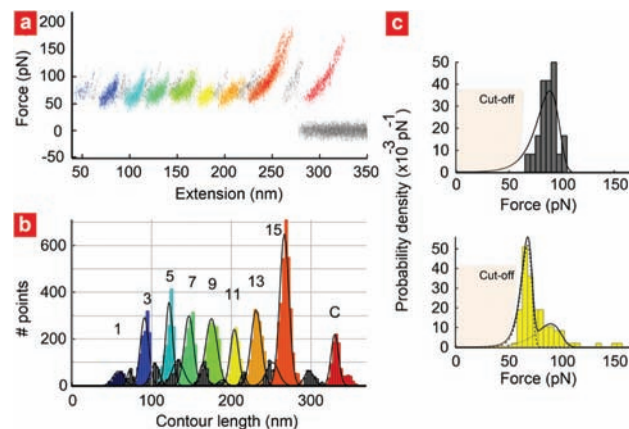 a
Force (pN)
200
150
100
50
0
-50
50 100 150 200 250 300 350
Extension (nm)
b
# points
600
400
200
0
1
3
5
7
9
11
13
15
C
100 200 300
Contour length (nm)
c
Probability density (x10⁻³ pN⁻¹)
50
40
30
20
10
0
Cut-off
0 50 100 150
Force (pN)
50
40
30
20
10
0
Cut-off
0 50 100 150
Force (pN)